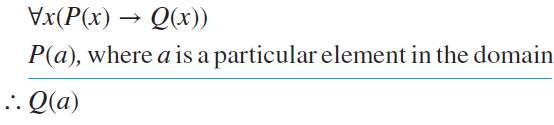 ∀x(P(x) → Q(x))
P(a), where a is a particular element in the domain
∴ Q(a)